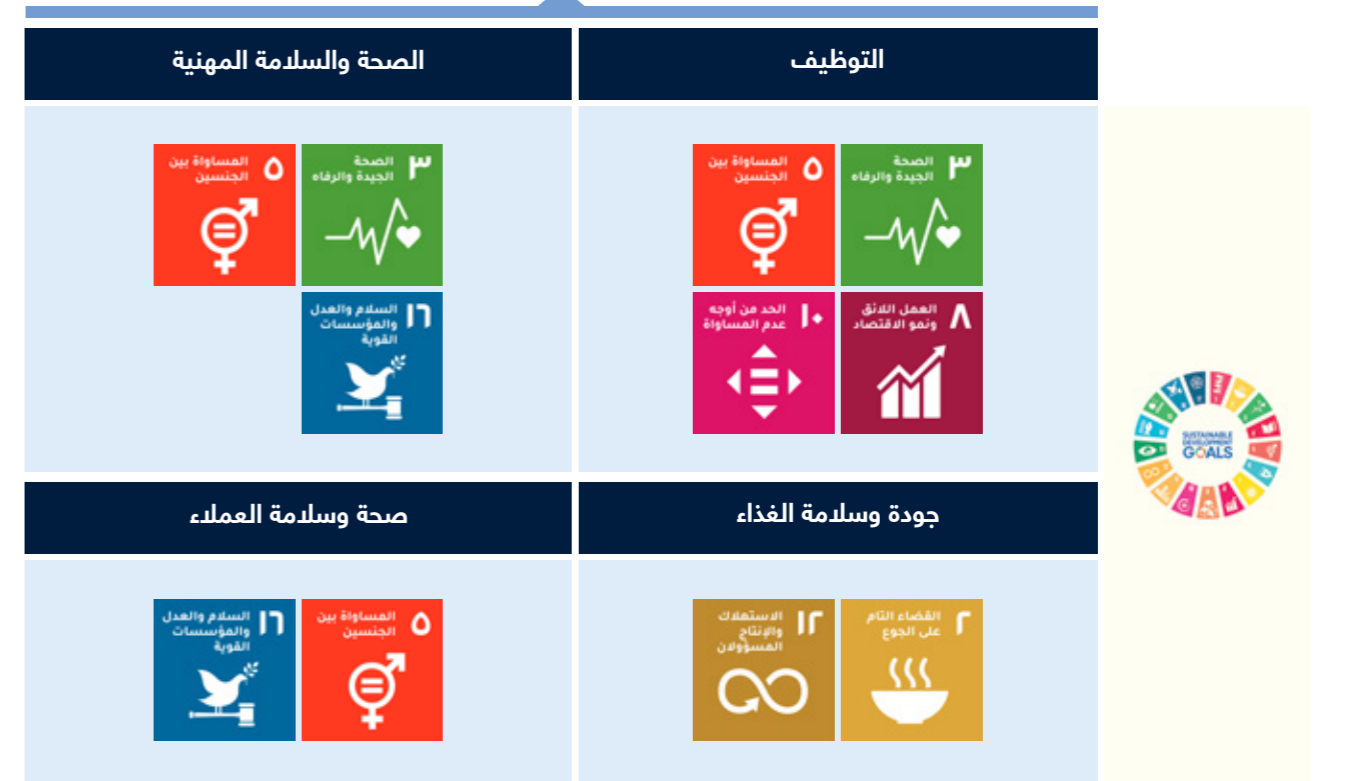 التوظيف
الصحة والسلامة المهنية
٣ الصحة
الجيدة والرفاه
٥ المساواة بين
الجنسين
٨ العمل اللائق
ونمو الاقتصاد
١٠ الحد من أوجه
عدم المساواة
٣ الصحة
الجيدة والرفاه
٥ المساواة بين
الجنسين
١٦ السلام والعدل
والمؤسسات
القوية
SUSTAINABLE
DEVELOPMENT
GOALS
جودة وسلامة الغذاء
صحة وسلامة العملاء
٢ القضاء التام
على الجوع
١٢ الاستهلاك
والإنتاج
المسؤولان
٥ المساواة بين
الجنسين
١٦ السلام والعدل
والمؤسسات
القوية